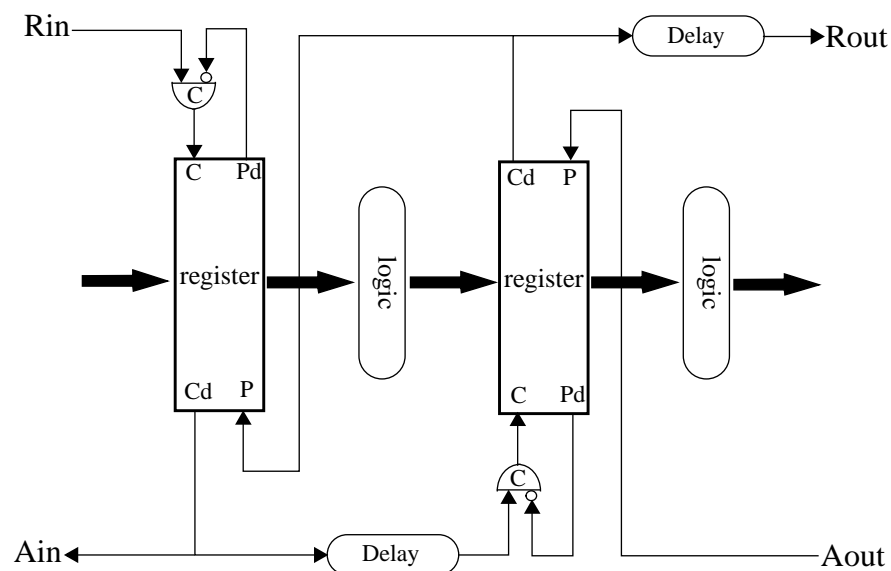 Rin
Delay
Rout
C
C Pd
Cd P
register
logic
register
logic
Cd P
C Pd
C
Ain
Delay
Aout